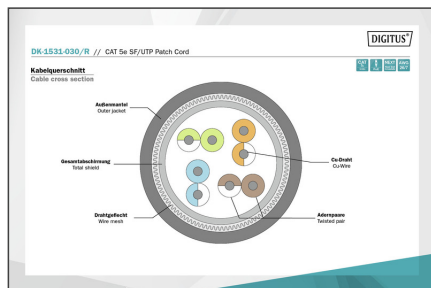 DIGITUS®
DK-1531-030/R // CAT 5e SF/UTP Patch Cord
Kabelquerschnitt
Cable cross section
Außenmantel
Outer jacket
Gesamtabschirmung
Total shield
Cu-Draht
Cu-Wire
Drahtgeflecht
Wire mesh
Adernpaare
Twisted pair